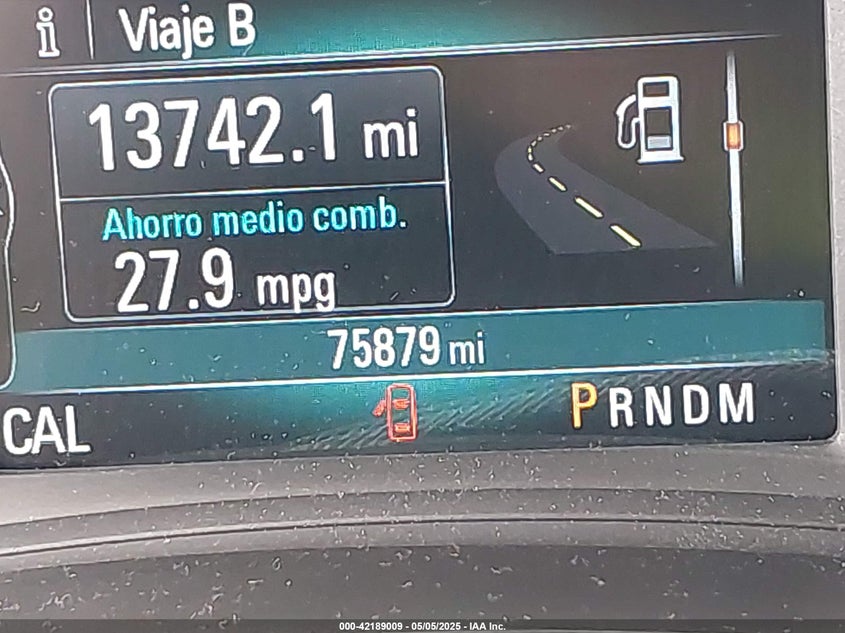 i Viaje B
13742.1 mi
Ahorro medio comb.
27.9 mpg
75879 mi
CAL
PRNDM
000-42189009 - 05/05/2025 - IAA Inc.